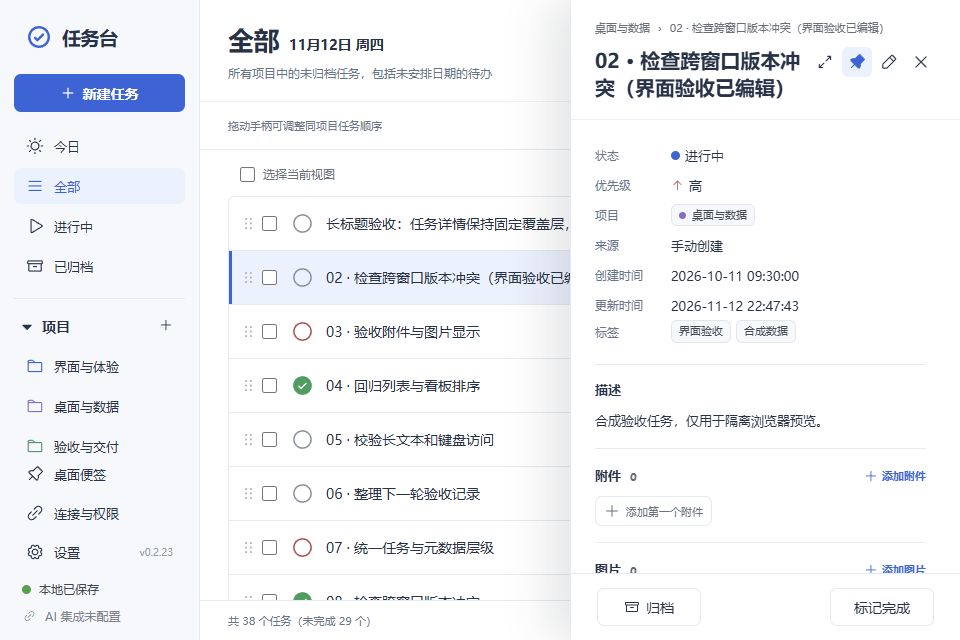 任务台
新建任务
今日
全部
进行中
已归档
项目
界面与体验
桌面与数据
验收与交付
桌面便签
连接与权限
设置 v0.2.23
本地已保存
AI 集成未配置
全部 11月12日 周四
所有项目中的未归档任务，包括未安排日期的待办
拖动手柄可调整同项目任务顺序
选择当前视图
长标题验收：任务详情保持固定覆盖层，
02 · 检查跨窗口版本冲突（界面验收已编
03 · 验收附件与图片显示
04 · 回归列表与看板排序
05 · 校验长文本和键盘访问
06 · 整理下一轮验收记录
07 · 统一任务与元数据层级
08 · 检查跨窗口版本冲突
共 38 个任务（未完成 29 个）
桌面与数据 › 02 · 检查跨窗口版本冲突（界面验收已编辑）
02 · 检查跨窗口版本冲
突（界面验收已编辑）
状态 进行中
优先级 高
项目 桌面与数据
来源 手动创建
创建时间 2026-10-11 09:30:00
更新时间 2026-11-12 22:47:43
标签 界面验收 合成数据
描述
合成验收任务，仅用于隔离浏览器预览。
附件 0 添加附件
添加第一个附件
图片 0 添加图片
归档 标记完成